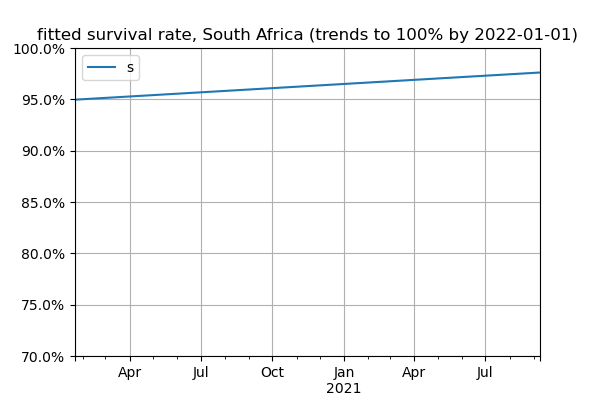 fitted survival rate, South Africa (trends to 100% by 2022-01-01)
100.0%
s
95.0%
90.0%
85.0%
80.0%
75.0%
70.0%
Apr Jul Oct Jan Apr Jul
2021